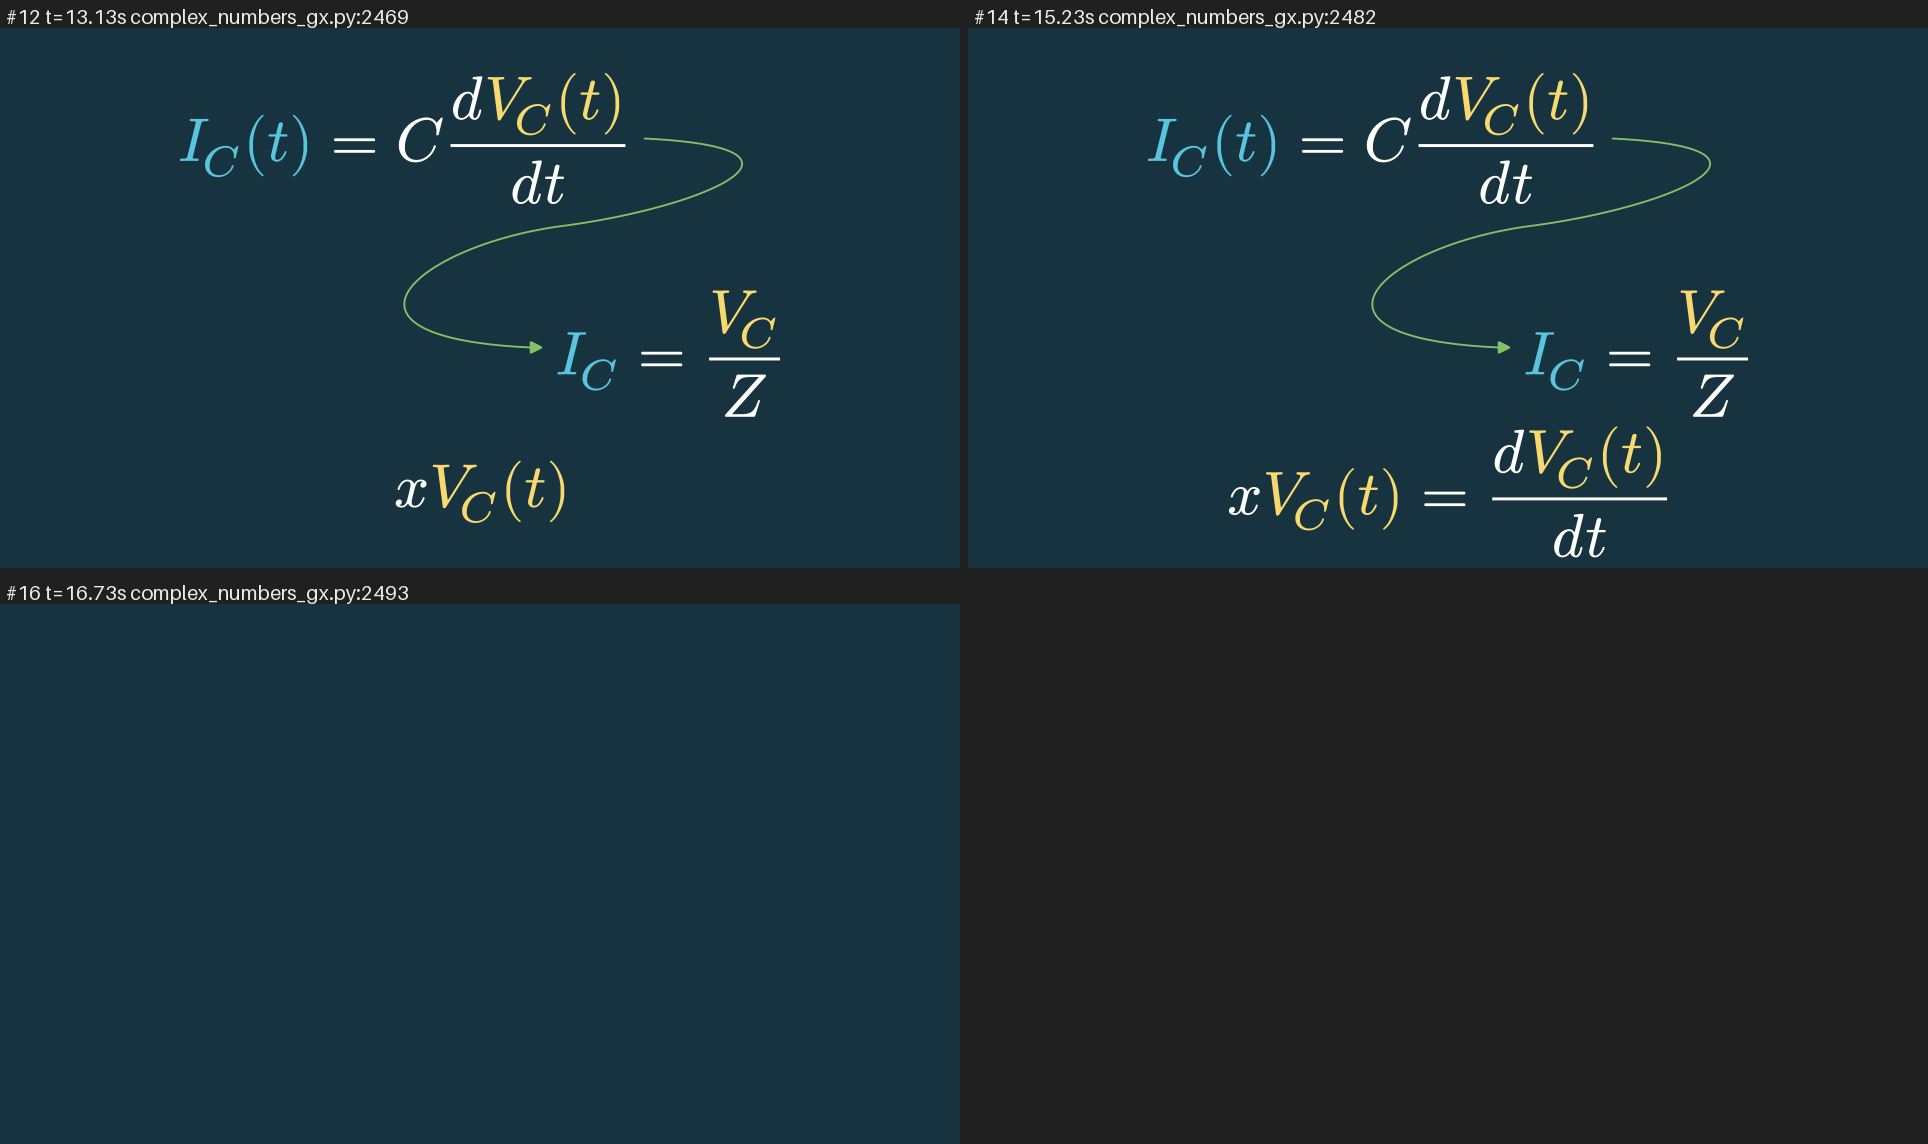 #12 t=13.13s complex_numbers_gx.py:2469
I_C(t) = C dV_C(t)/dt
I_C = V_C/Z
xV_C(t)
#14 t=15.23s complex_numbers_gx.py:2482
I_C(t) = C dV_C(t)/dt
I_C = V_C/Z
xV_C(t) = dV_C(t)/dt
#16 t=16.73s complex_numbers_gx.py:2493